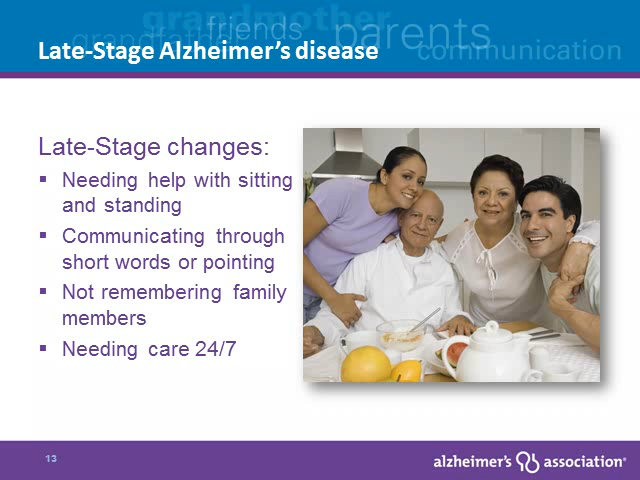 grandmother
grandfather friends parents
communication
Late-Stage Alzheimer's disease
Late-Stage changes:
▪ Needing help with sitting
and standing
▪ Communicating through
short words or pointing
▪ Not remembering family
members
▪ Needing care 24/7
13
alzheimer's association®